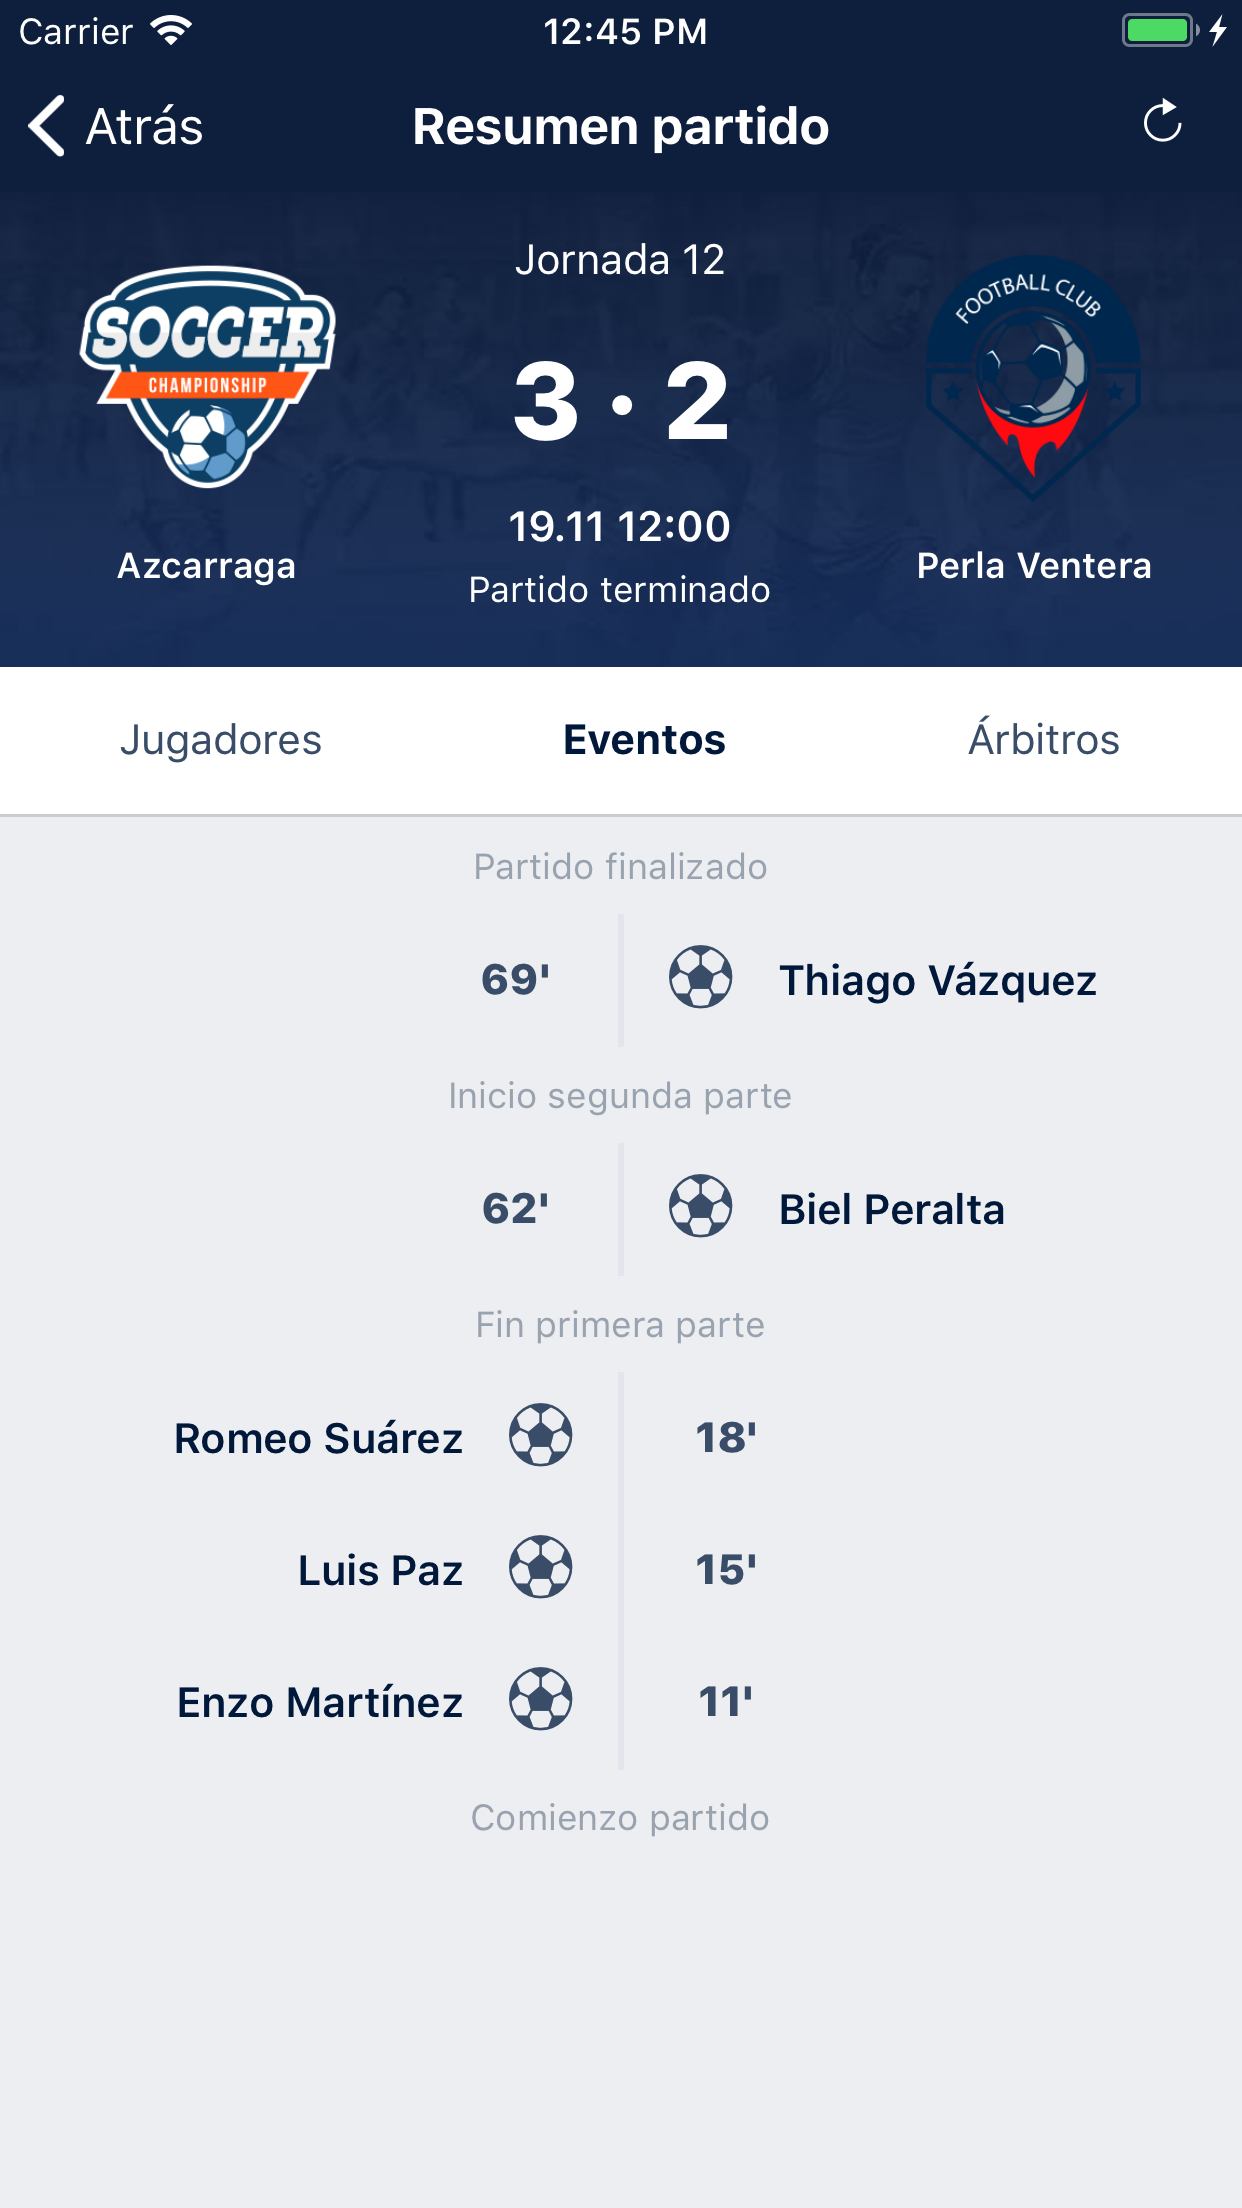 Carrier 12:45 PM
Atrás Resumen partido
Jornada 12
SOCCER
CHAMPIONSHIP
FOOTBALL CLUB
3 · 2
19.11 12:00
Azcarraga Perla Ventera
Partido terminado
Jugadores Eventos Árbitros
Partido finalizado
69' Thiago Vázquez
Inicio segunda parte
62' Biel Peralta
Fin primera parte
Romeo Suárez 18'
Luis Paz 15'
Enzo Martínez 11'
Comienzo partido